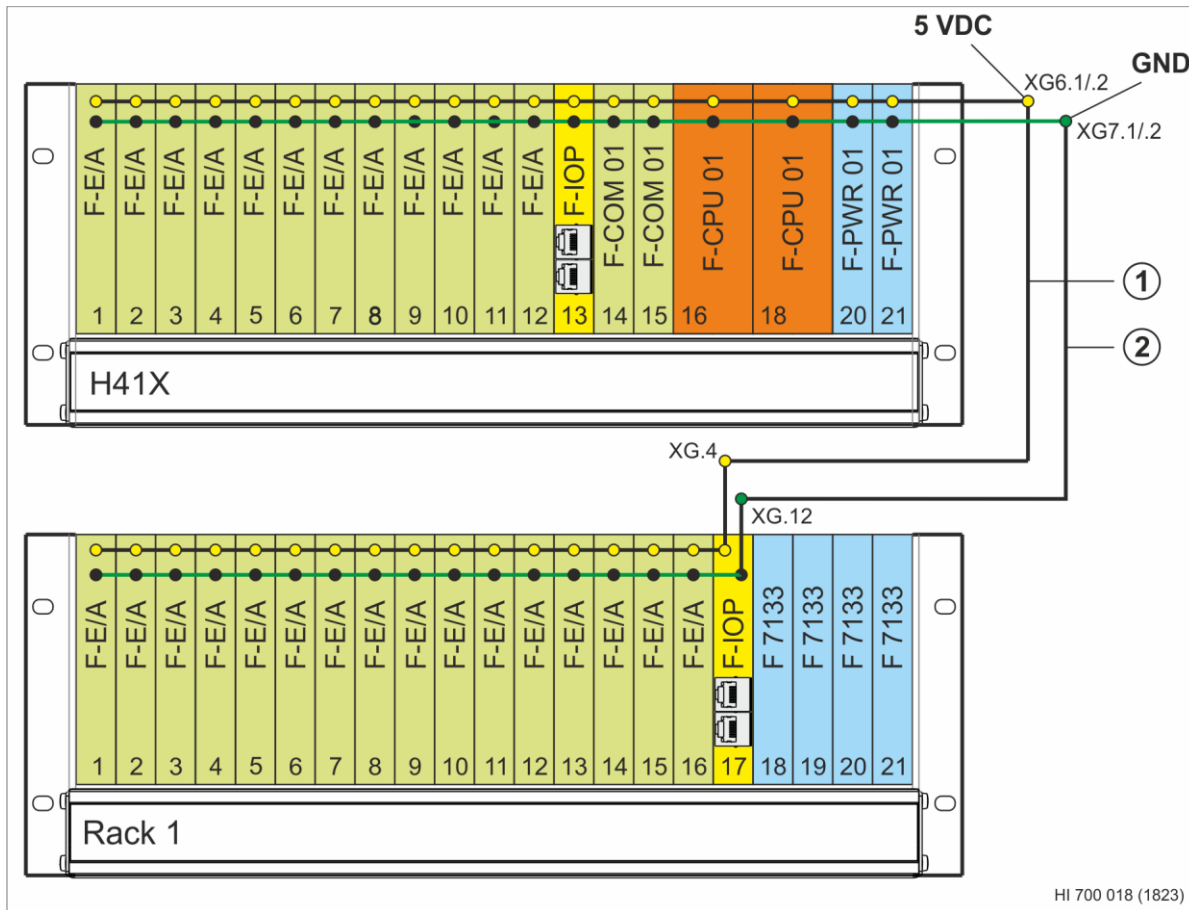 5 VDC
XG6.1/.2
GND
XG7.1/.2
F-E/A F-E/A F-E/A F-E/A F-E/A F-E/A F-E/A F-E/A F-E/A F-E/A F-E/A F-E/A F-IOP F-COM 01 F-COM 01 F-CPU 01 F-CPU 01 F-PWR 01 F-PWR 01
1 2 3 4 5 6 7 8 9 10 11 12 13 14 15 16 18 20 21
1
2
H41X
XG.4
XG.12
F-E/A F-E/A F-E/A F-E/A F-E/A F-E/A F-E/A F-E/A F-E/A F-E/A F-E/A F-E/A F-E/A F-E/A F-E/A F-E/A F-IOP F 7133 F 7133 F 7133 F 7133
1 2 3 4 5 6 7 8 9 10 11 12 13 14 15 16 17 18 19 20 21
Rack 1
HI 700 018 (1823)